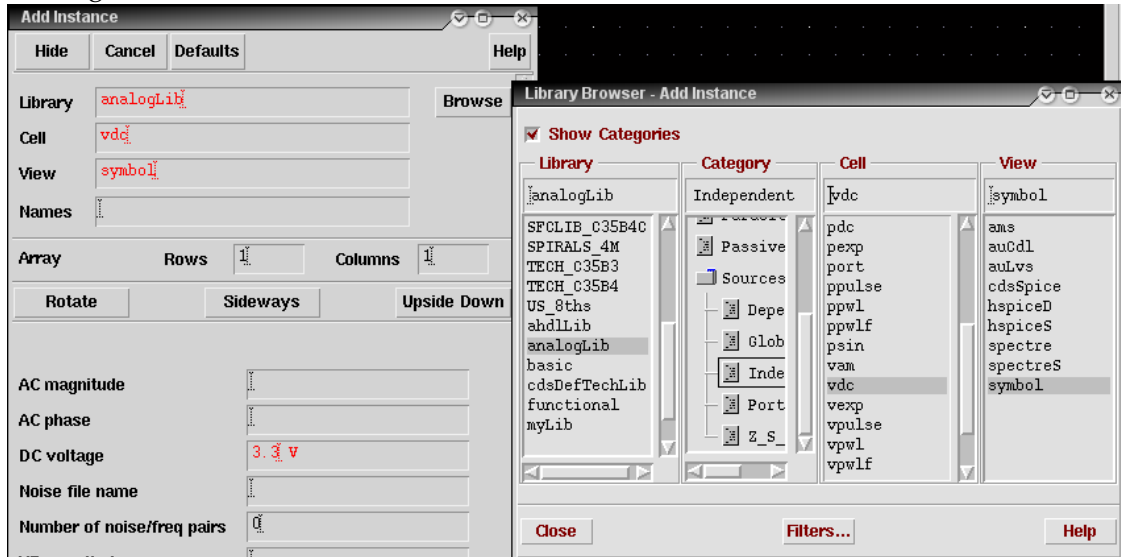 Add Instance
Hide Cancel Defaults Help
Library analogLib Browse
Cell vdc
View symbol
Names
Array Rows 1 Columns 1
Rotate Sideways Upside Down
AC magnitude
AC phase
DC voltage 3.3 V
Noise file name
Number of noise/freq pairs 0
Library Browser - Add Instance
Show Categories
Library Category Cell View
analogLib Independent vdc symbol
SFCLIB_C35B4C
SPIRALS_4M
TECH_C35B3
TECH_C35B4
US_8ths
ahdlLib
analogLib
basic
cdsDefTechLib
functional
myLib
Passive
Sources
Depe
Glob
Inde
Port
Z_S_
pdc
pexp
port
ppulse
ppwl
ppwlf
psin
vam
vdc
vexp
vpulse
vpwl
vpwlf
ams
auCdl
auLvs
cdsSpice
hspiceD
hspiceS
spectre
spectreS
symbol
Close Filters... Help